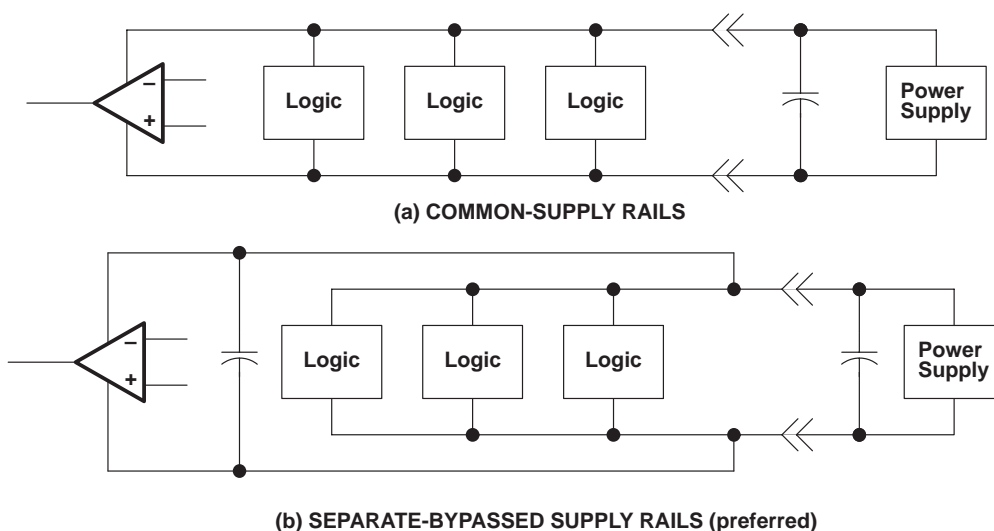 −
+
Logic
Logic
Logic
Power
Supply
(a) COMMON-SUPPLY RAILS
−
+
Logic
Logic
Logic
Power
Supply
(b) SEPARATE-BYPASSED SUPPLY RAILS (preferred)